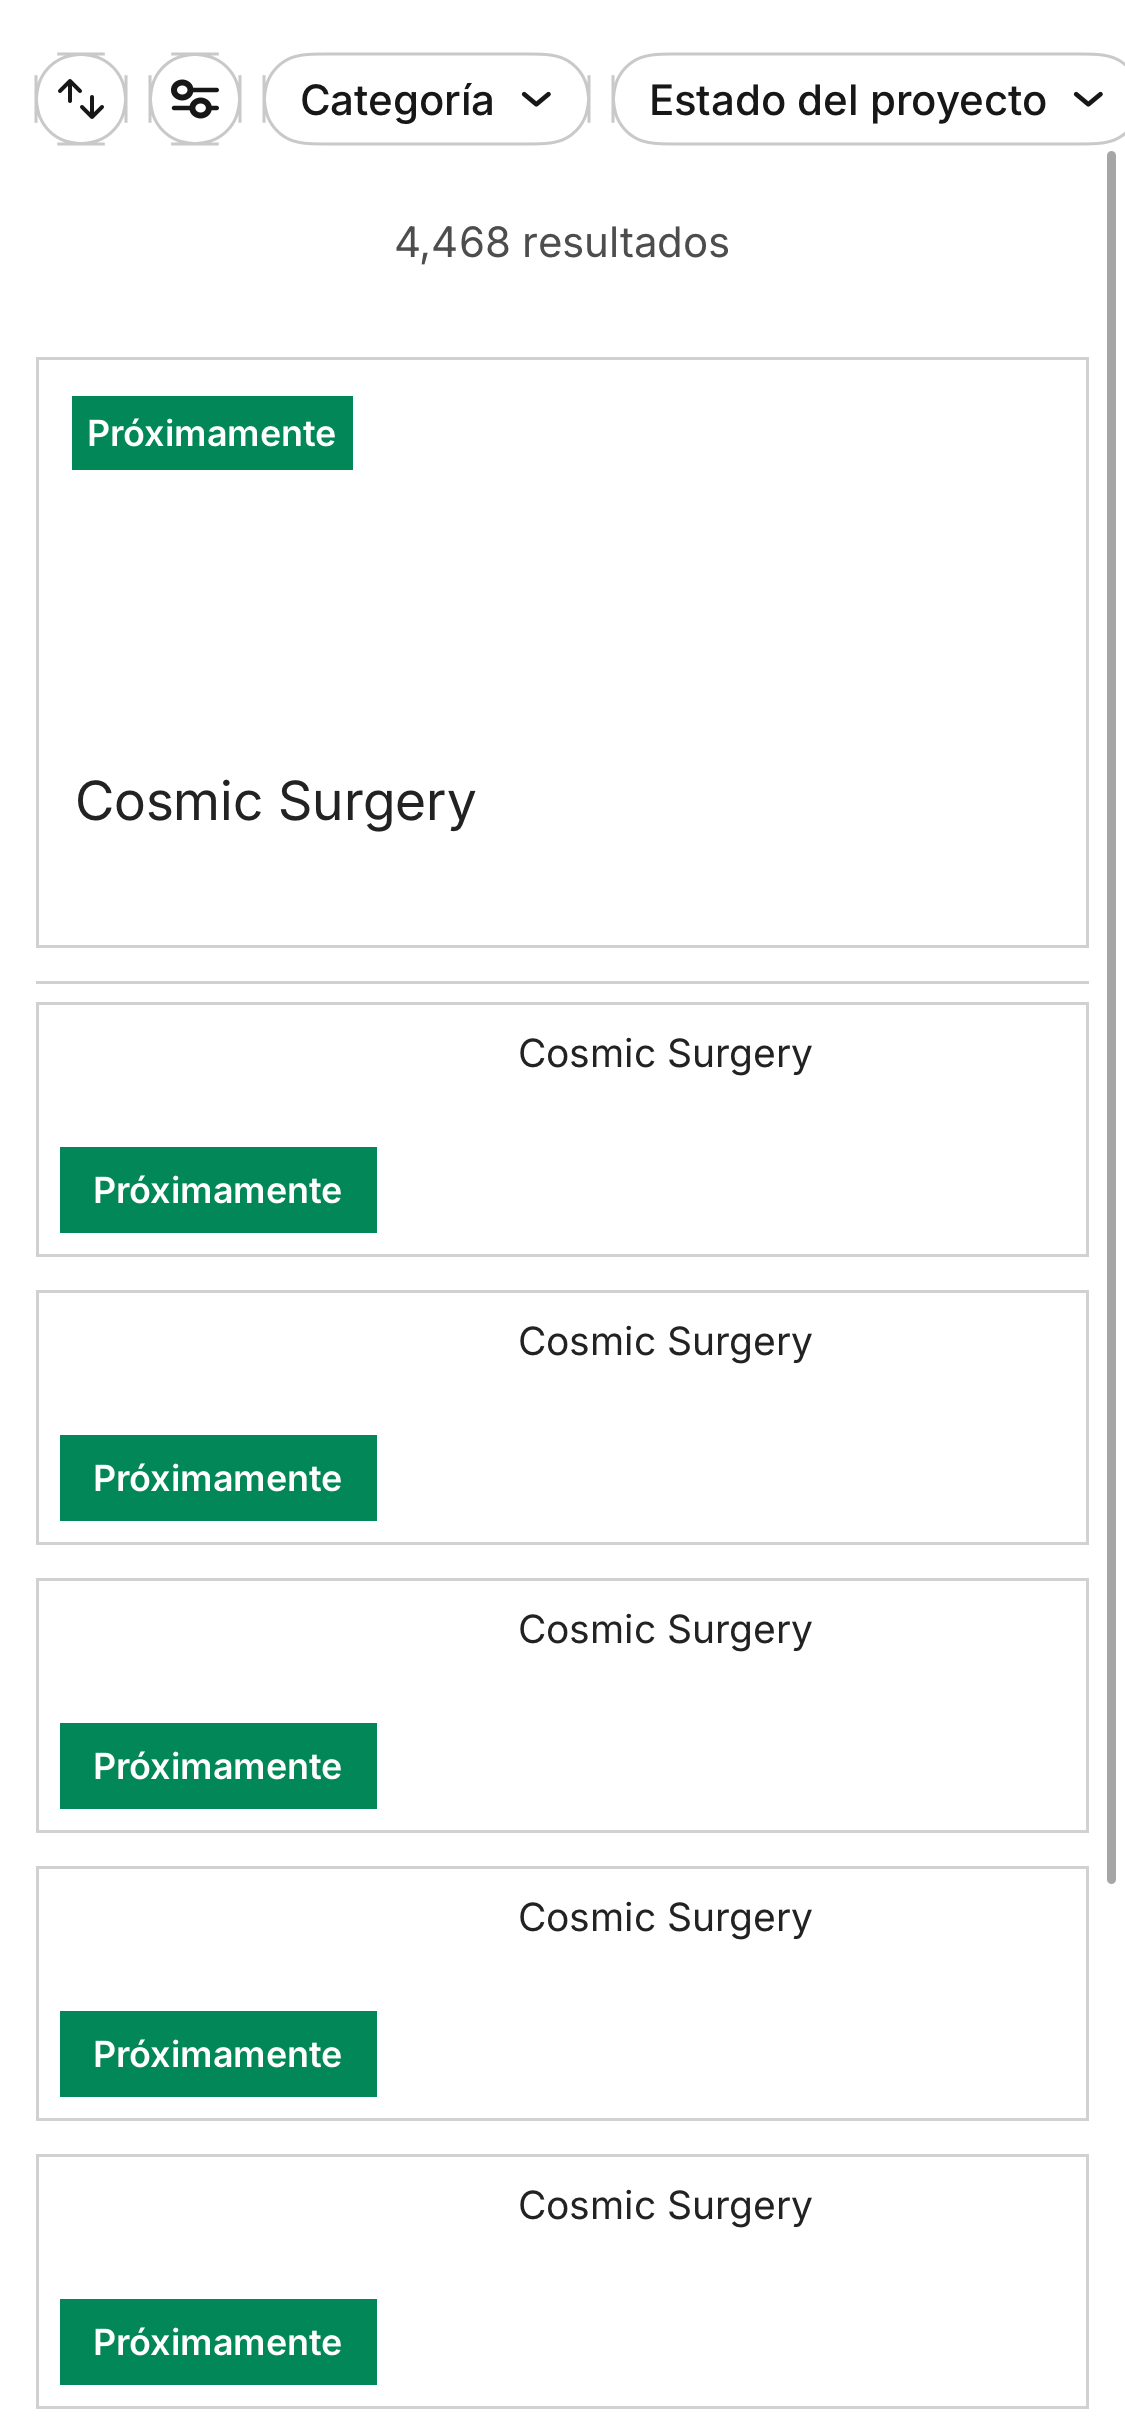 Categoría
Estado del proyecto
4,468 resultados
Próximamente
Cosmic Surgery
Cosmic Surgery
Próximamente
Cosmic Surgery
Próximamente
Cosmic Surgery
Próximamente
Cosmic Surgery
Próximamente
Cosmic Surgery
Próximamente